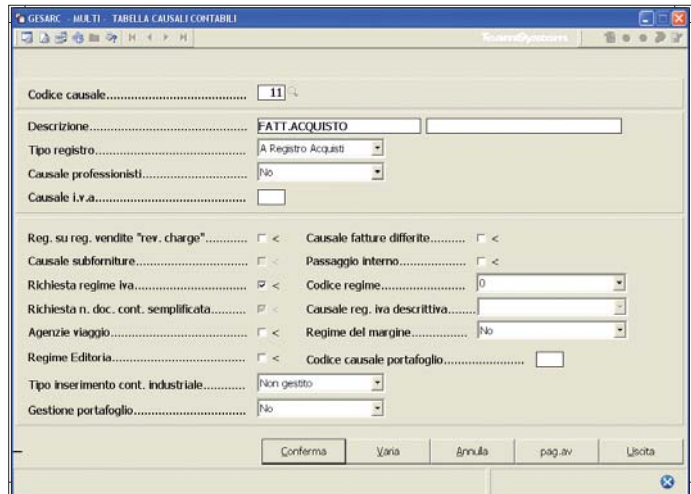 GESARC - MULTI - TABELLA CAUSALI CONTABILI
TeamSystem
Codice causale........................................ 11
Descrizione............................................. FATT.ACQUISTO
Tipo registro............................................ A Registro Acquisti
Causale professionisti............................... No
Causale i.v.a...........................................
Reg. su reg. vendite "rev. charge"............ < Causale fatture differite.......... <
Causale subforniture................................ < Passaggio interno................... <
Richiesta regime iva................................ < Codice regime........................ 0
Richiesta n. doc. cont. semplificata........... < Causale reg. iva descrittiva.......
Agenzie viaggio....................................... < Regime del margine............... No
Regime Editoria....................................... < Codice causale portafoglio.......................
Tipo inserimento cont. industriale............ Non gestito
Gestione portafoglio................................ No
Conferma Varia Annulla pag.av Uscita